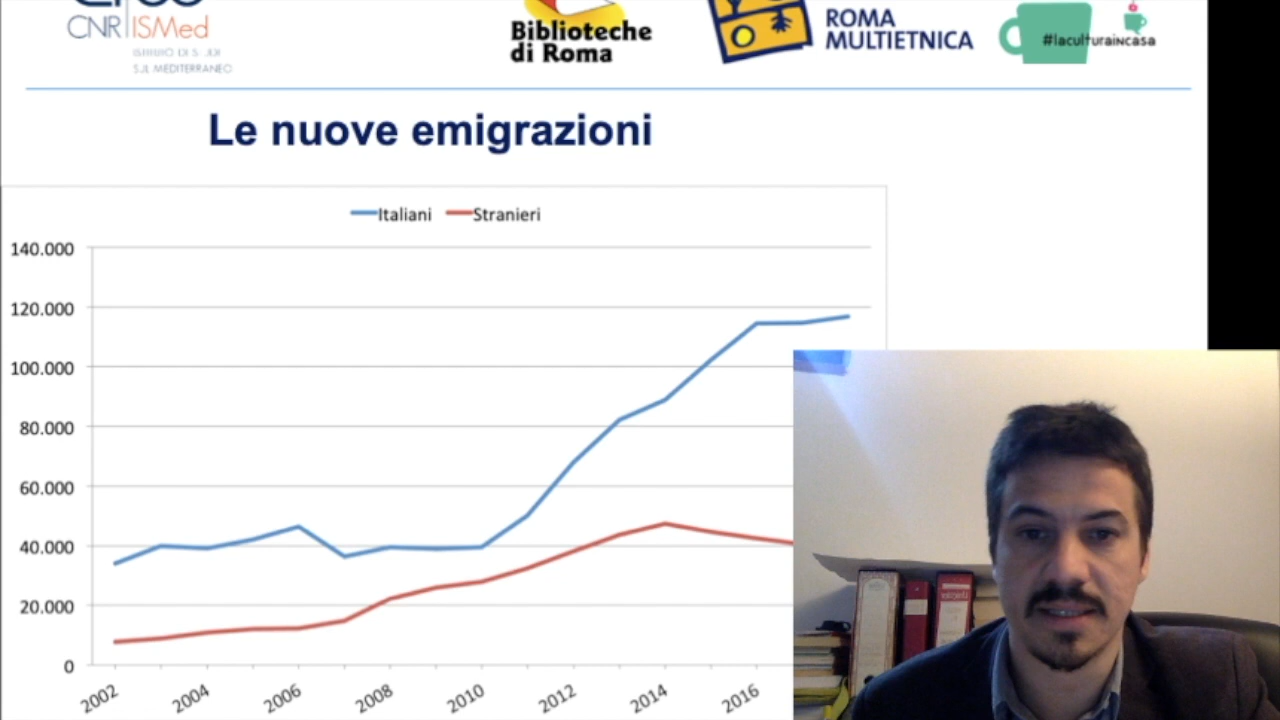 CNR ISMed
Biblioteche
di Roma
ROMA
MULTIETNICA
#laculturaincasa
Le nuove emigrazioni
Italiani Stranieri
140.000
120.000
100.000
80.000
60.000
40.000
20.000
0
2002 2004 2006 2008 2010 2012 2014 2016